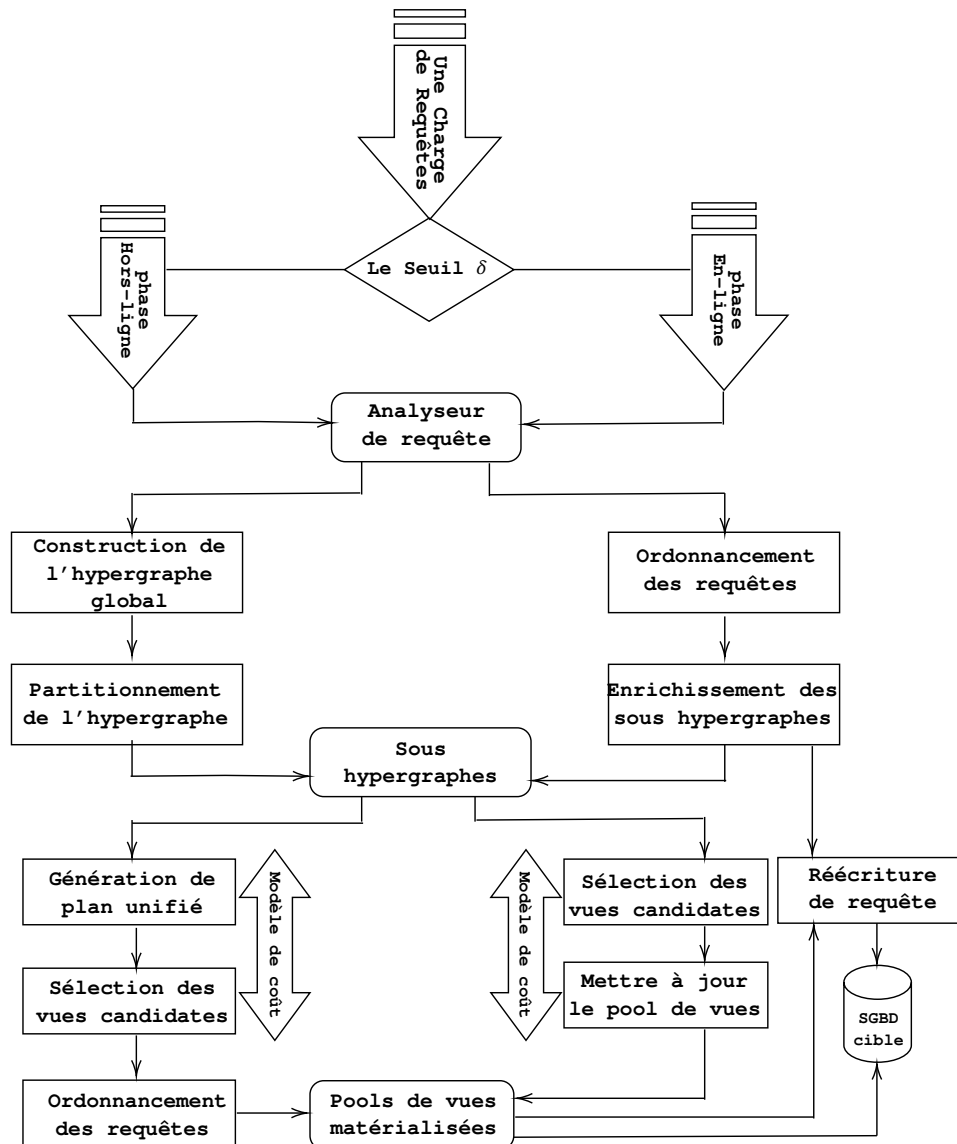 Une Charge
de Requêtes
Le Seuil δ
phase
Hors-ligne
phase
En-ligne
Analyseur
de requête
Construction de
l'hypergraphe
global
Ordonnancement
des requêtes
Partitionnement
de l'hypergraphe
Enrichissement des
sous hypergraphes
Sous
hypergraphes
Génération de
plan unifié
Modèle de coût
Modèle de coût
Sélection des
vues candidates
Réécriture
de requête
Sélection des
vues candidates
Mettre à jour
le pool de vues
SGBD
cible
Ordonnancement
des requêtes
Pools de vues
matérialisées